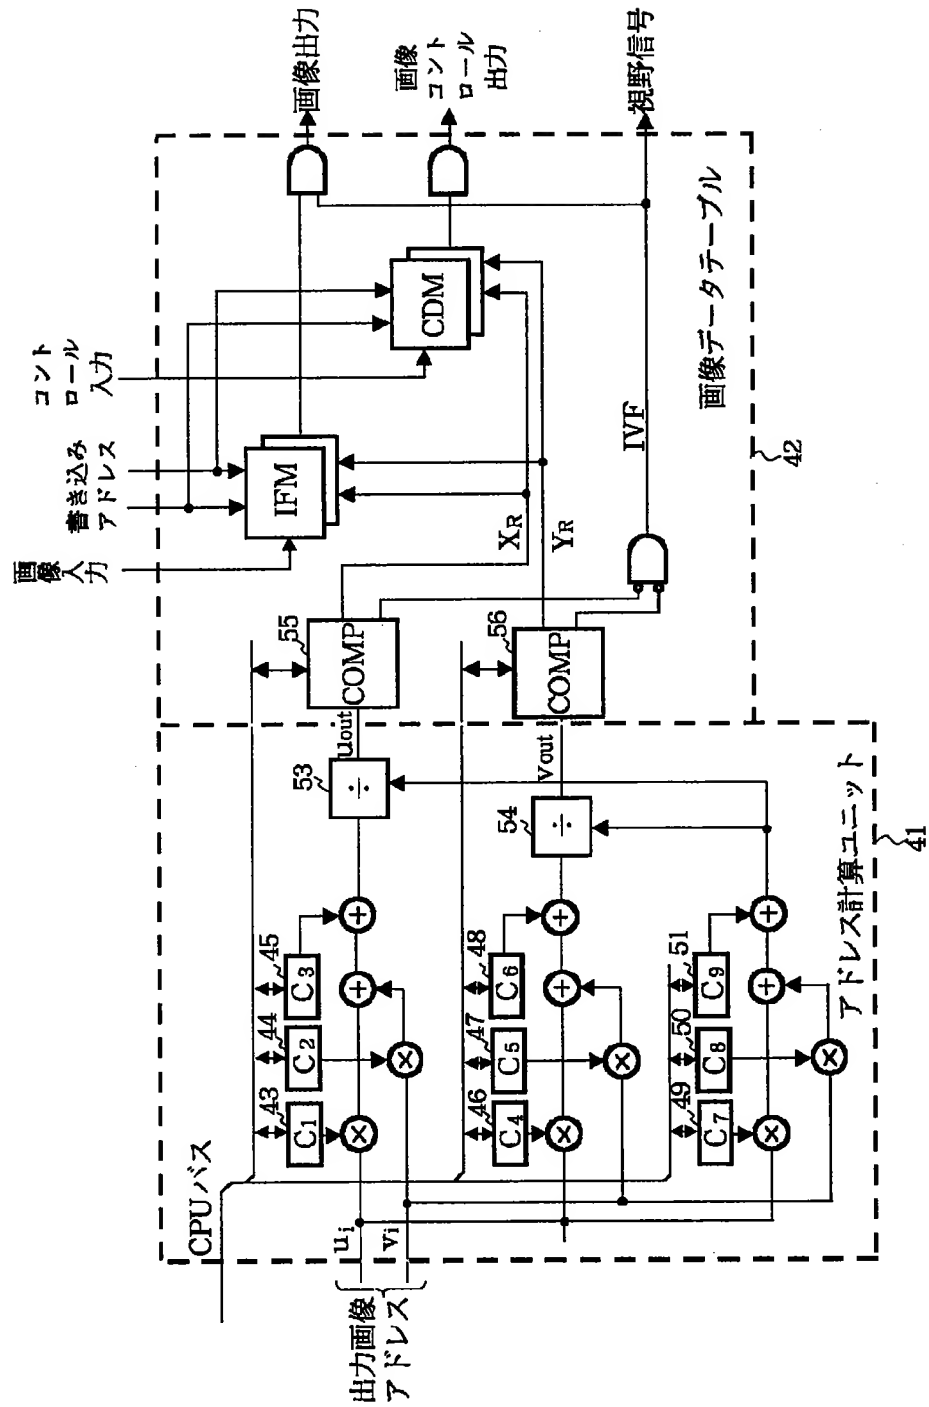 CPUバス
出力画像
アドレス
ui
vi
C1
43
C2
44
C3
45
C4
46
C5
47
C6
48
C7
49
C8
50
C9
51
×
×
+
+
×
×
+
+
×
×
+
+
÷
53
÷
54
アドレス計算ユニット
41
uout
vout
COMP
55
COMP
56
画像
入力
書き込み
アドレス
コント
ロール
入力
IFM
CDM
XR
YR
IVF
画像データテーブル
42
画像出力
画像
コント
ロール
出力
視野信号